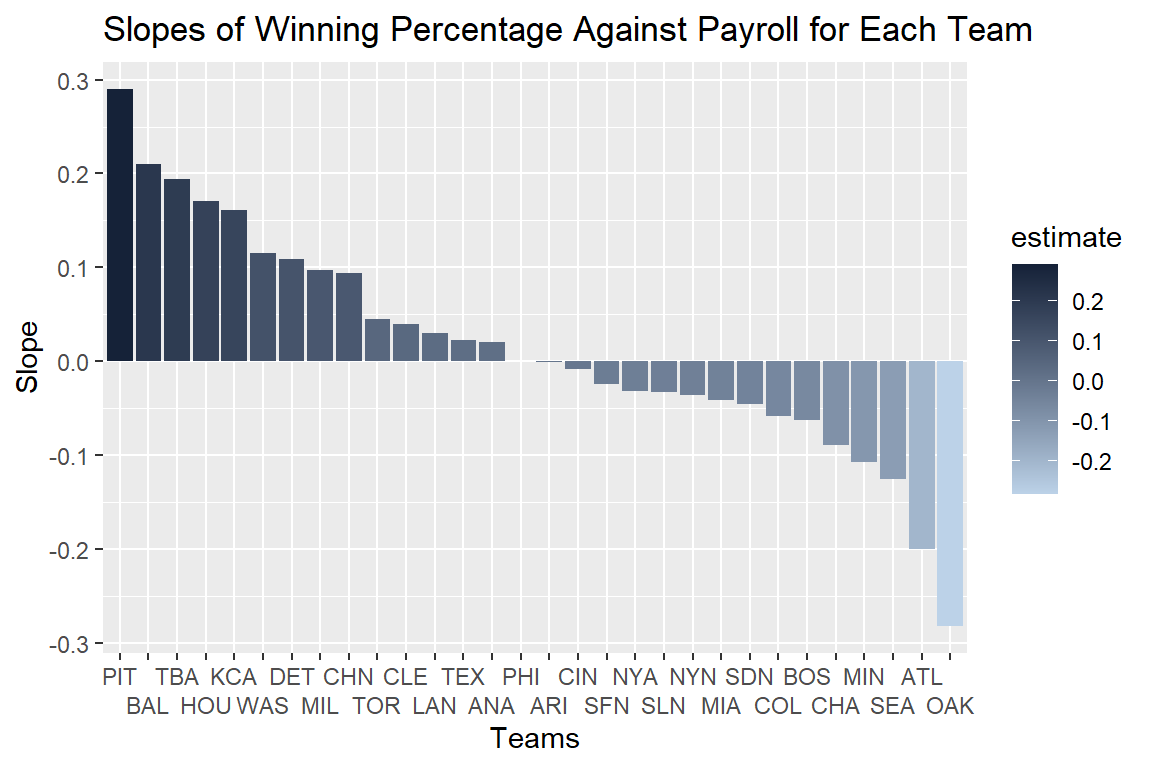 Slopes of Winning Percentage Against Payroll for Each Team
0.3
0.2
0.1
0.0
-0.1
-0.2
-0.3
Slope
PIT TBA KCA DET CHN CLE TEX PHI CIN NYA NYN SDN BOS MIN ATL
BAL HOU WAS MIL TOR LAN ANA ARI SFN SLN MIA COL CHA SEA OAK
Teams
estimate
0.2
0.1
0.0
-0.1
-0.2